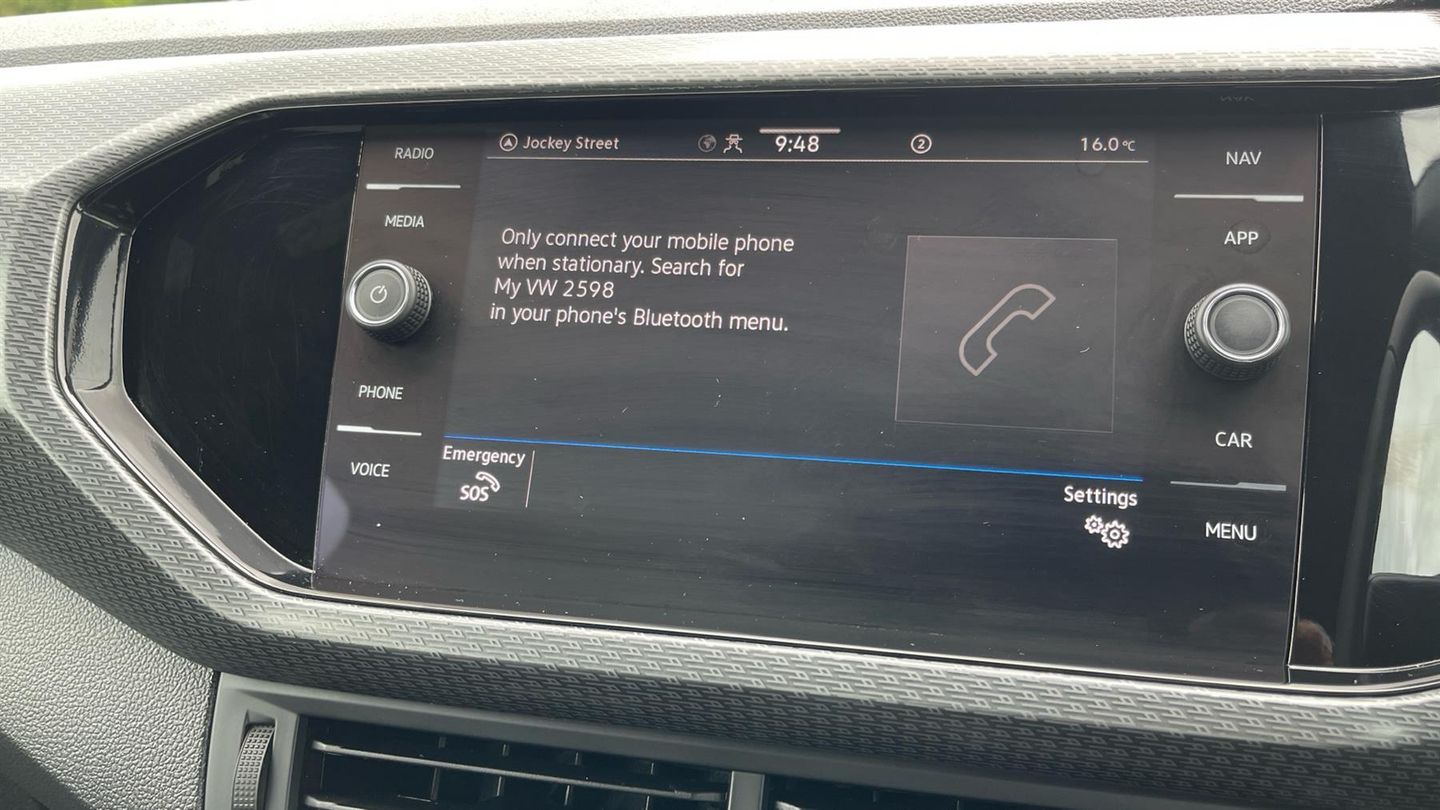 RADIO
MEDIA
PHONE
VOICE
Jockey Street
9:48
2
16.0 °C
Only connect your mobile phone
when stationary. Search for
My VW 2598
in your phone's Bluetooth menu.
Emergency
SOS
Settings
NAV
APP
CAR
MENU